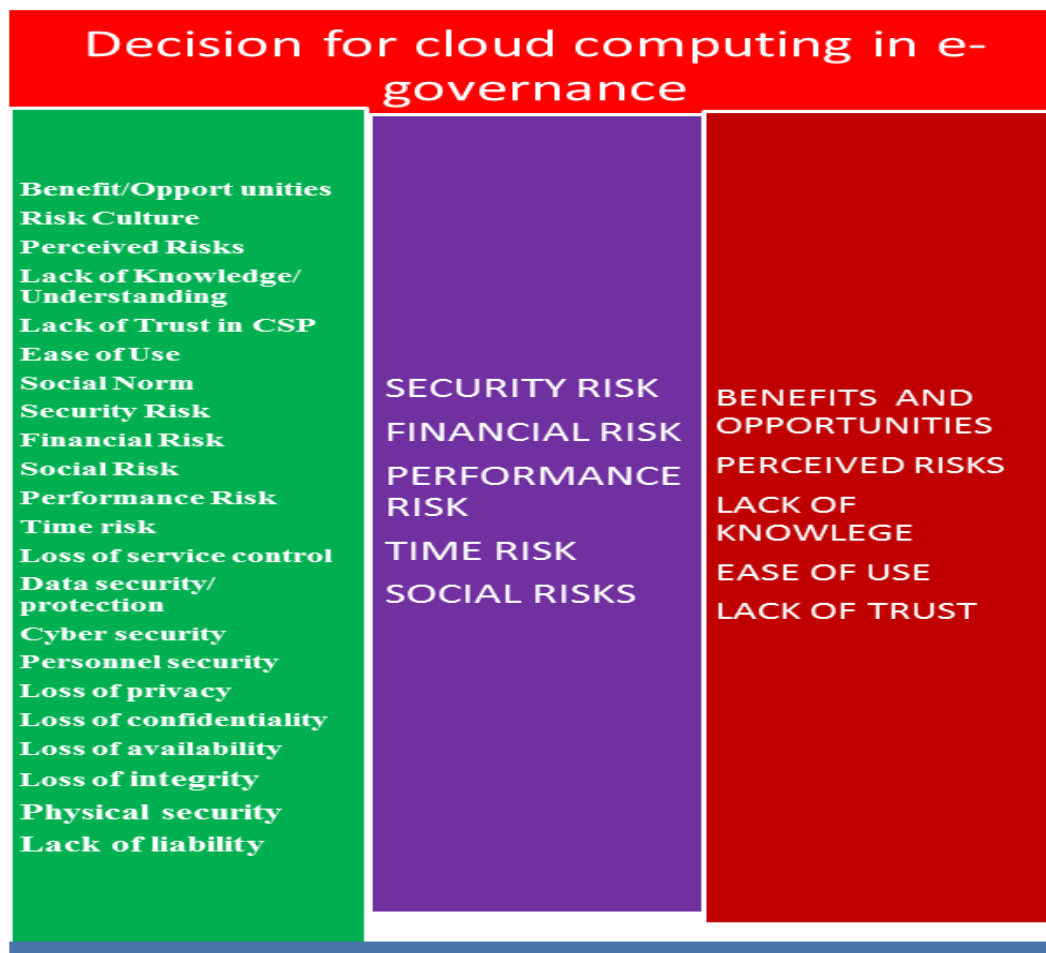 Decision for cloud computing in e-
governance
Benefit/Opport unities
Risk Culture
Perceived Risks
Lack of Knowledge/
Understanding
Lack of Trust in CSP
Ease of Use
Social Norm
Security Risk
Financial Risk
Social Risk
Performance Risk
Time risk
Loss of service control
Data security/
protection
Cyber security
Personnel security
Loss of privacy
Loss of confidentiality
Loss of availability
Loss of integrity
Physical security
Lack of liability
SECURITY RISK
FINANCIAL RISK
PERFORMANCE
RISK
TIME RISK
SOCIAL RISKS
BENEFITS AND
OPPORTUNITIES
PERCEIVED RISKS
LACK OF
KNOWLEGE
EASE OF USE
LACK OF TRUST